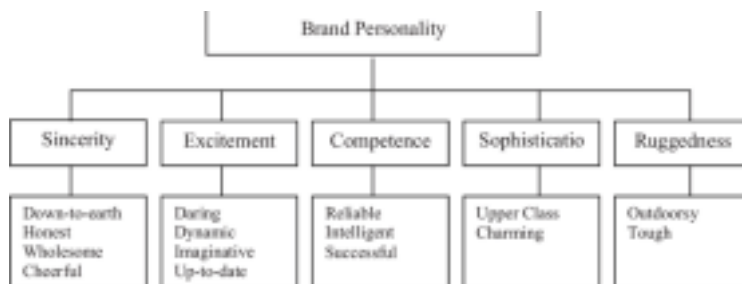 Brand Personality
Sincerity
Excitement
Competence
Sophisticatio
Ruggedness
Down-to-earth
Honest
Wholesome
Cheerful
Daring
Dynamic
Imaginative
Up-to-date
Reliable
Intelligent
Successful
Upper Class
Charming
Outdoorsy
Tough